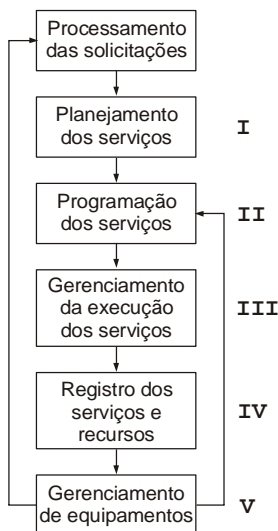 Processamento
das solicitações
Planejamento
dos serviços
I
Programação
dos serviços
II
Gerenciamento
da execução
dos serviços
III
Registro dos
serviços e
recursos
IV
Gerenciamento
de equipamentos
V